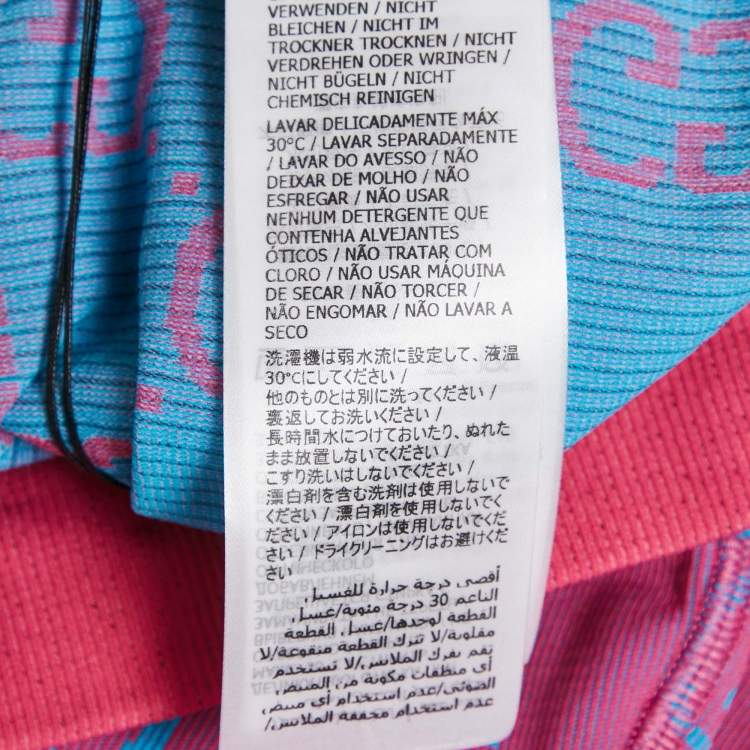 VERWENDEN / NICHT
BLEICHEN / NICHT IM
TROCKNER TROCKNEN / NICHT
VERDREHEN ODER WRINGEN /
NICHT BÜGELN / NICHT
CHEMISCH REINIGEN
LAVAR DELICADAMENTE MÁX
30°C / LAVAR SEPARADAMENTE
/ LAVAR DO AVESSO / NÃO
DEIXAR DE MOLHO / NÃO
ESFREGAR / NÃO USAR
NENHUM DETERGENTE QUE
CONTENHA ALVEJANTES
ÓTICOS / NÃO TRATAR COM
CLORO / NÃO USAR MÁQUINA
DE SECAR / NÃO TORCER /
NÃO ENGOMAR / NÃO LAVAR A
SECO
洗濯機は弱水流に設定して、液温
30°cにしてください /
他のものとは別に洗ってください /
裏返してお洗いください /
長時間水につけておいたり、ぬれた
まま放置しないでください /
こすり洗いはしないでください /
漂白剤を含む洗剤は使用しないで
ください / 漂白剤を使用しないでく
ださい / アイロンは使用しないでくだ
さい / ドライクリーニングはお避けくだ
さい
أقصى درجة حرارة للغسيل
الناعم 30 درجة مئوية/غسل
القطعة لوحدها/غسل القطعة
مقلوبة/لا تترك القطعة منقوعة/لا
تقم بفرك الملابس/لا تستخدم
أي منظفات مكونة من المبيض
الضوئي/عدم استخدام أي مبيض
عدم استخدام مجففه الملابس/